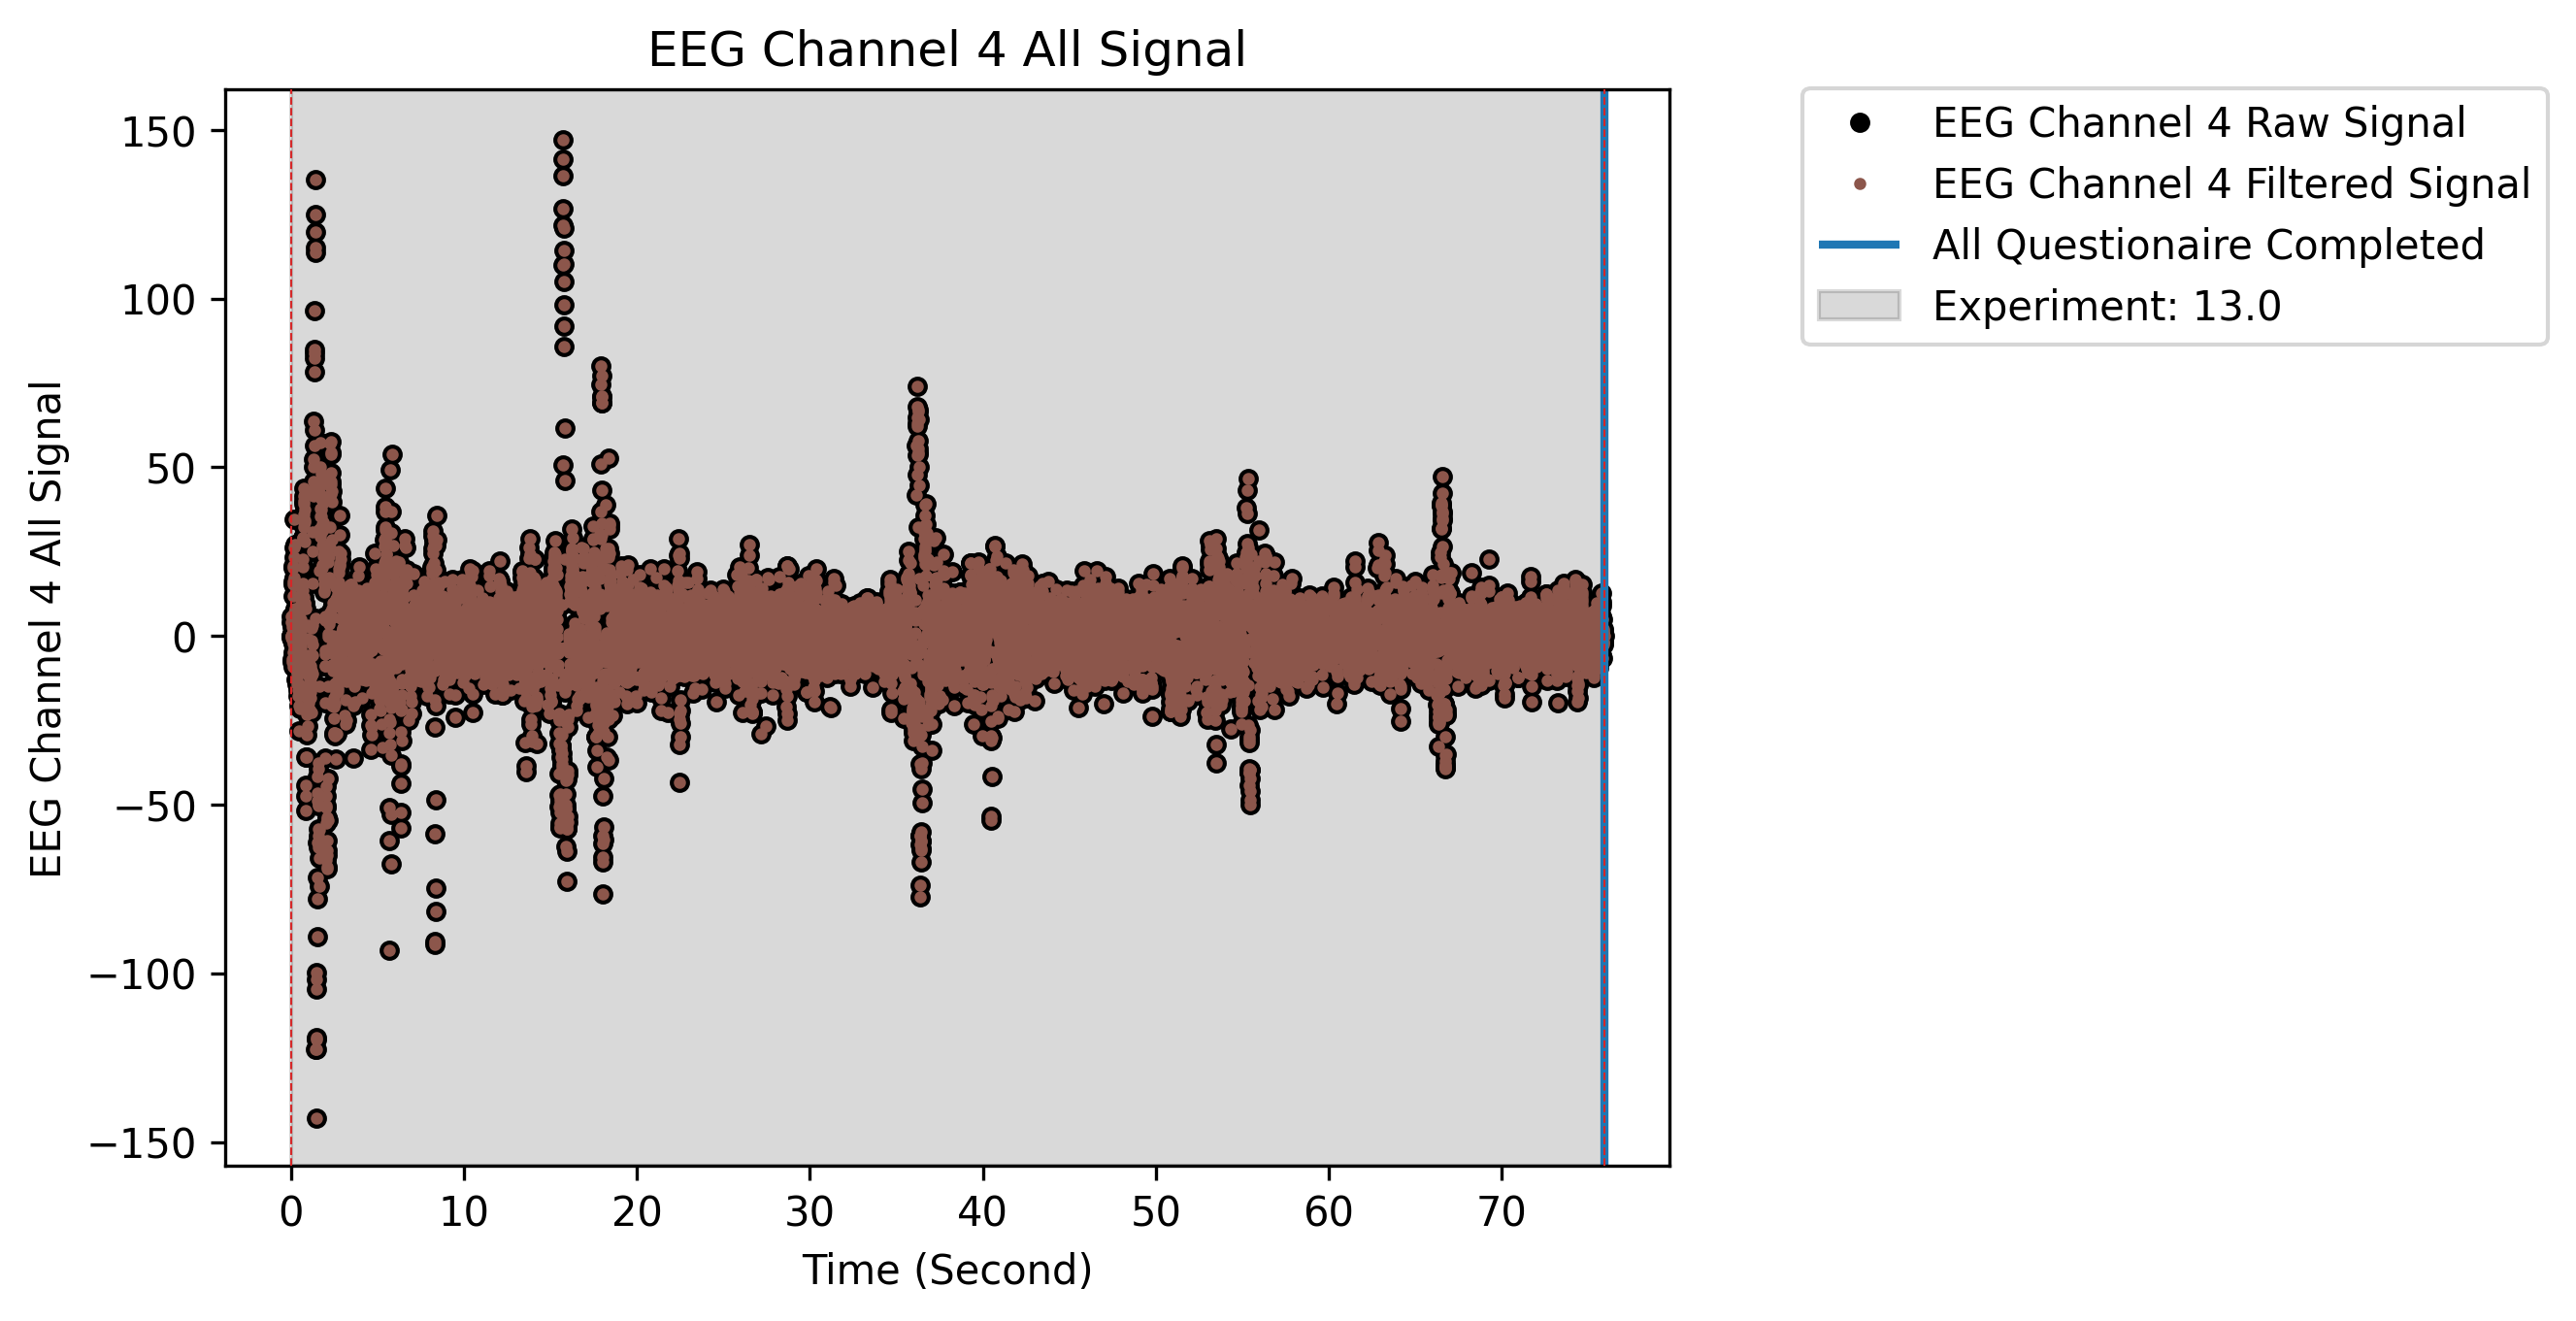 EEG Channel 4 All Signal
EEG Channel 4 Raw Signal
EEG Channel 4 Filtered Signal
All Questionaire Completed
Experiment: 13.0
EEG Channel 4 All Signal
150
100
50
0
−50
−100
−150
0 10 20 30 40 50 60 70
Time (Second)